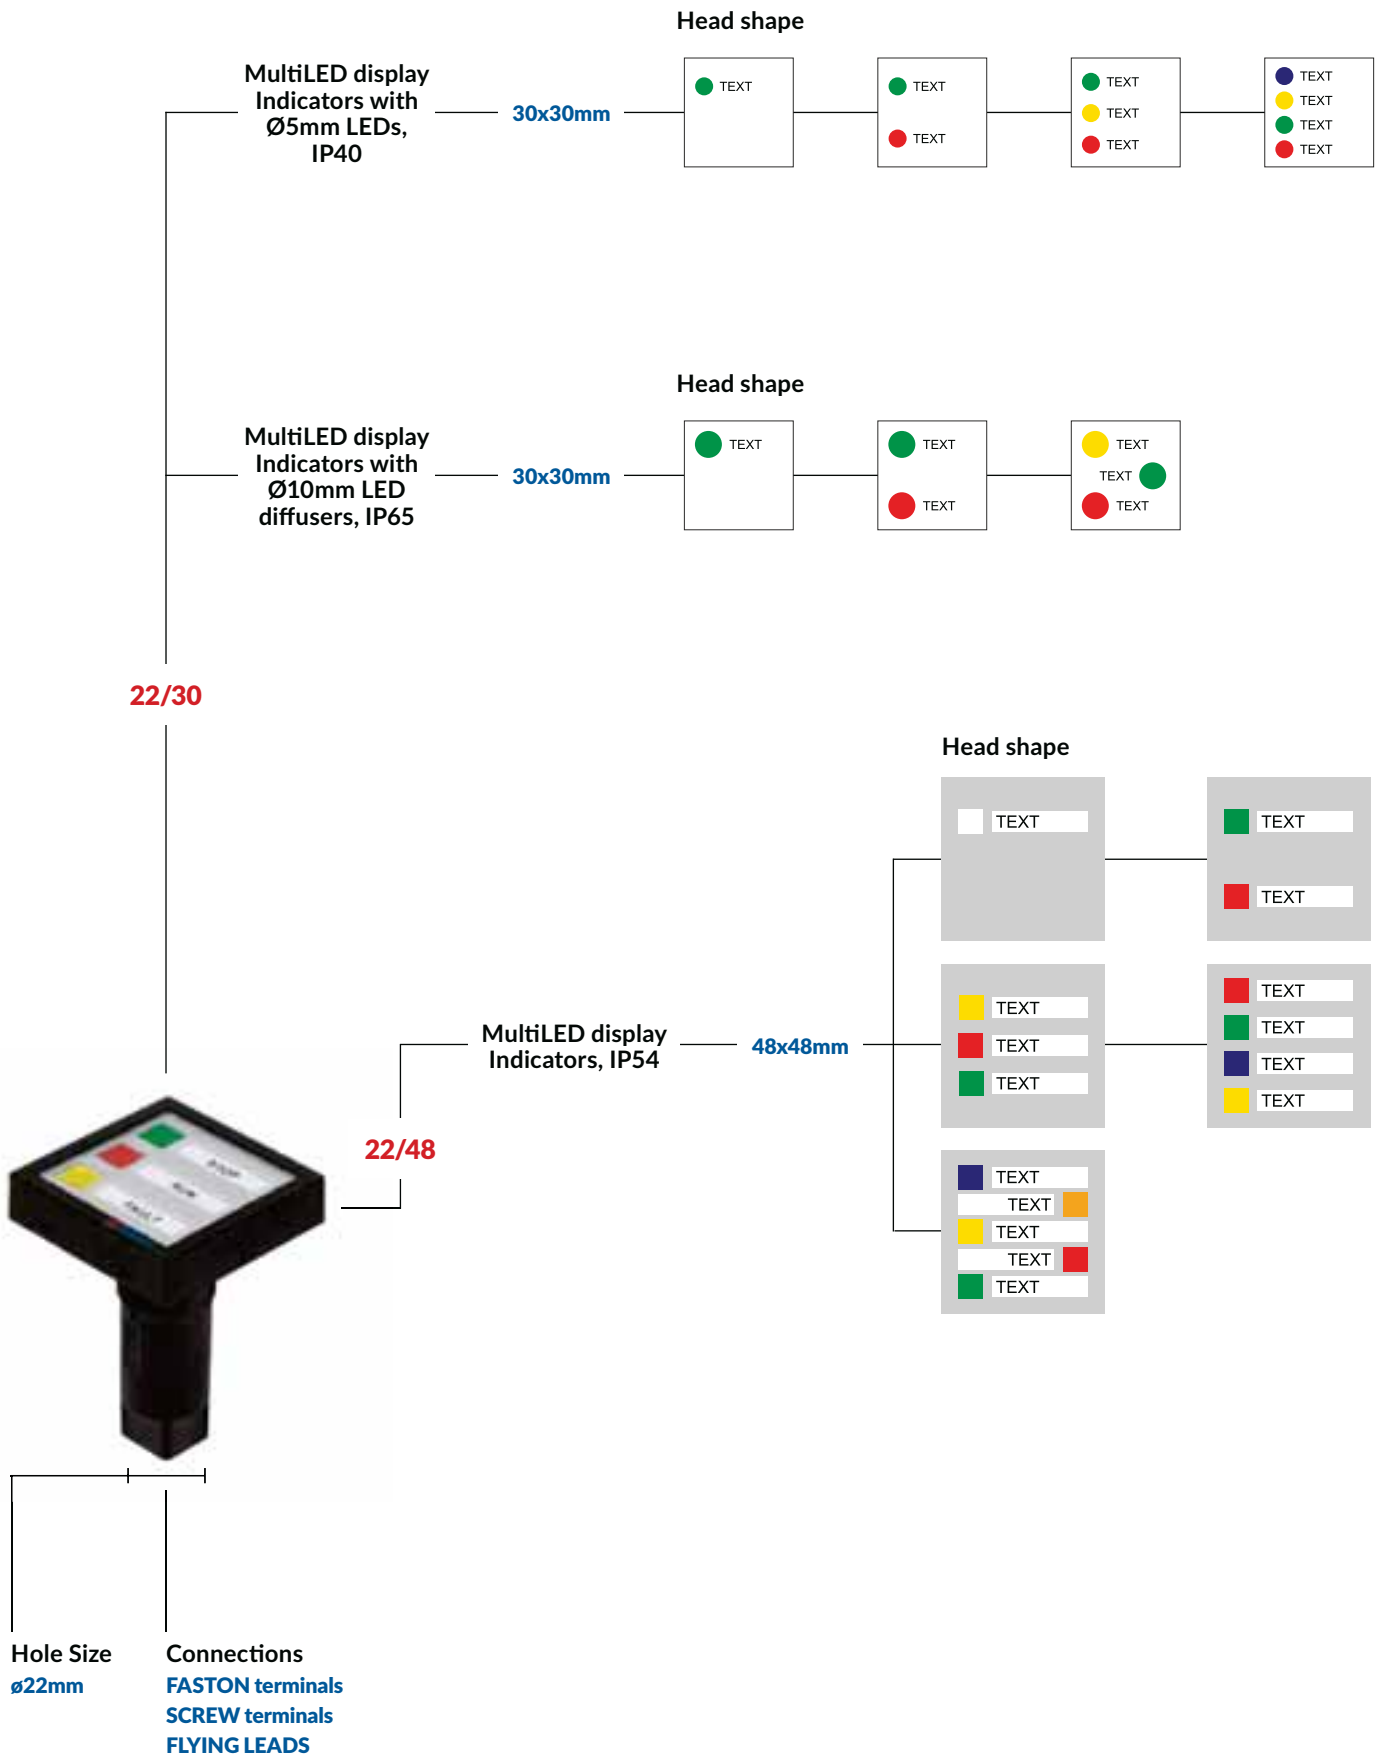 Head shape
MultiLED display
Indicators with
Ø5mm LEDs,
IP40
30x30mm
TEXT
TEXT
TEXT
TEXT
TEXT
TEXT
TEXT
TEXT
TEXT
TEXT
Head shape
MultiLED display
Indicators with
Ø10mm LED
diffusers, IP65
30x30mm
TEXT
TEXT
TEXT
TEXT
TEXT
TEXT
22/30
Head shape
TEXT
TEXT
TEXT
MultiLED display
Indicators, IP54
48x48mm
TEXT
TEXT
TEXT
TEXT
TEXT
TEXT
TEXT
TEXT
TEXT
TEXT
TEXT
TEXT
22/48
STOP
RUN
FAULT
Hole Size
ø22mm
Connections
FASTON terminals
SCREW terminals
FLYING LEADS